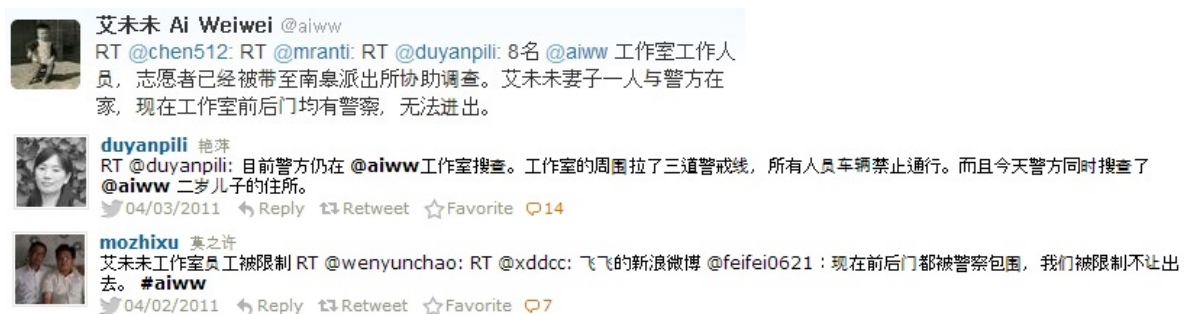 艾未未 Ai Weiwei @aiww
RT @chen512: RT @mranti: RT @duyanpili: 8名 @aiww 工作室工作人
员，志愿者已经被带至南皋派出所协助调查。艾未未妻子一人与警方在
家，现在工作室前后门均有警察，无法进出。
duyanpili 艳萍
RT @duyanpili: 目前警方仍在 @aiww工作室搜查。工作室的周围拉了三道警戒线，所有人员车辆禁止通行。而且今天警方同时搜查了
@aiww 二岁儿子的住所。
04/03/2011 Reply Retweet Favorite 14
mozhixu 莫之许
艾未未工作室员工被限制 RT @wenyunchao: RT @xddcc: 飞飞的新浪微博 @feifei0621：现在前后门都被警察包围，我们被限制不让出
去。 #aiww
04/02/2011 Reply Retweet Favorite 7